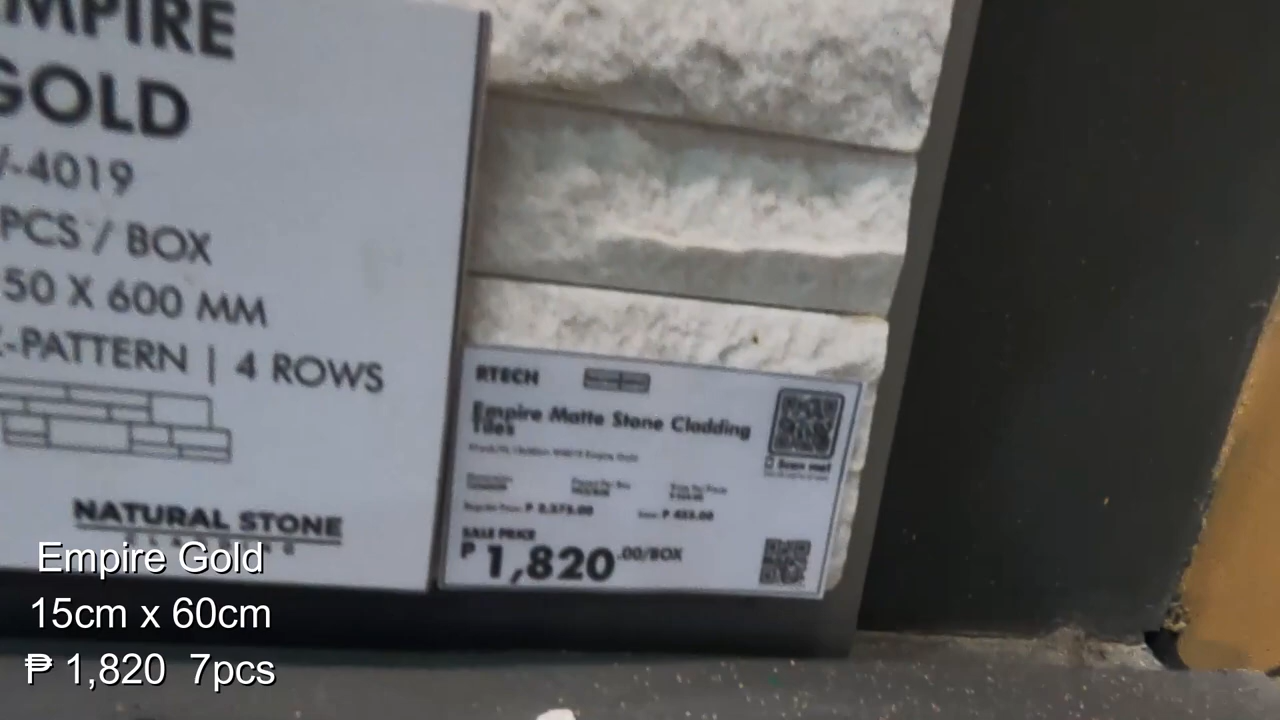 EMPIRE
GOLD
-4019
PCS / BOX
50 X 600 MM
-PATTERN | 4 ROWS
NATURAL STONE
RTECH
Empire Matte Stone Cladding
Tiles
Scan me!
SALE PRICE
₱ 1,820.00/BOX
Empire Gold
15cm x 60cm
₱ 1,820 7pcs